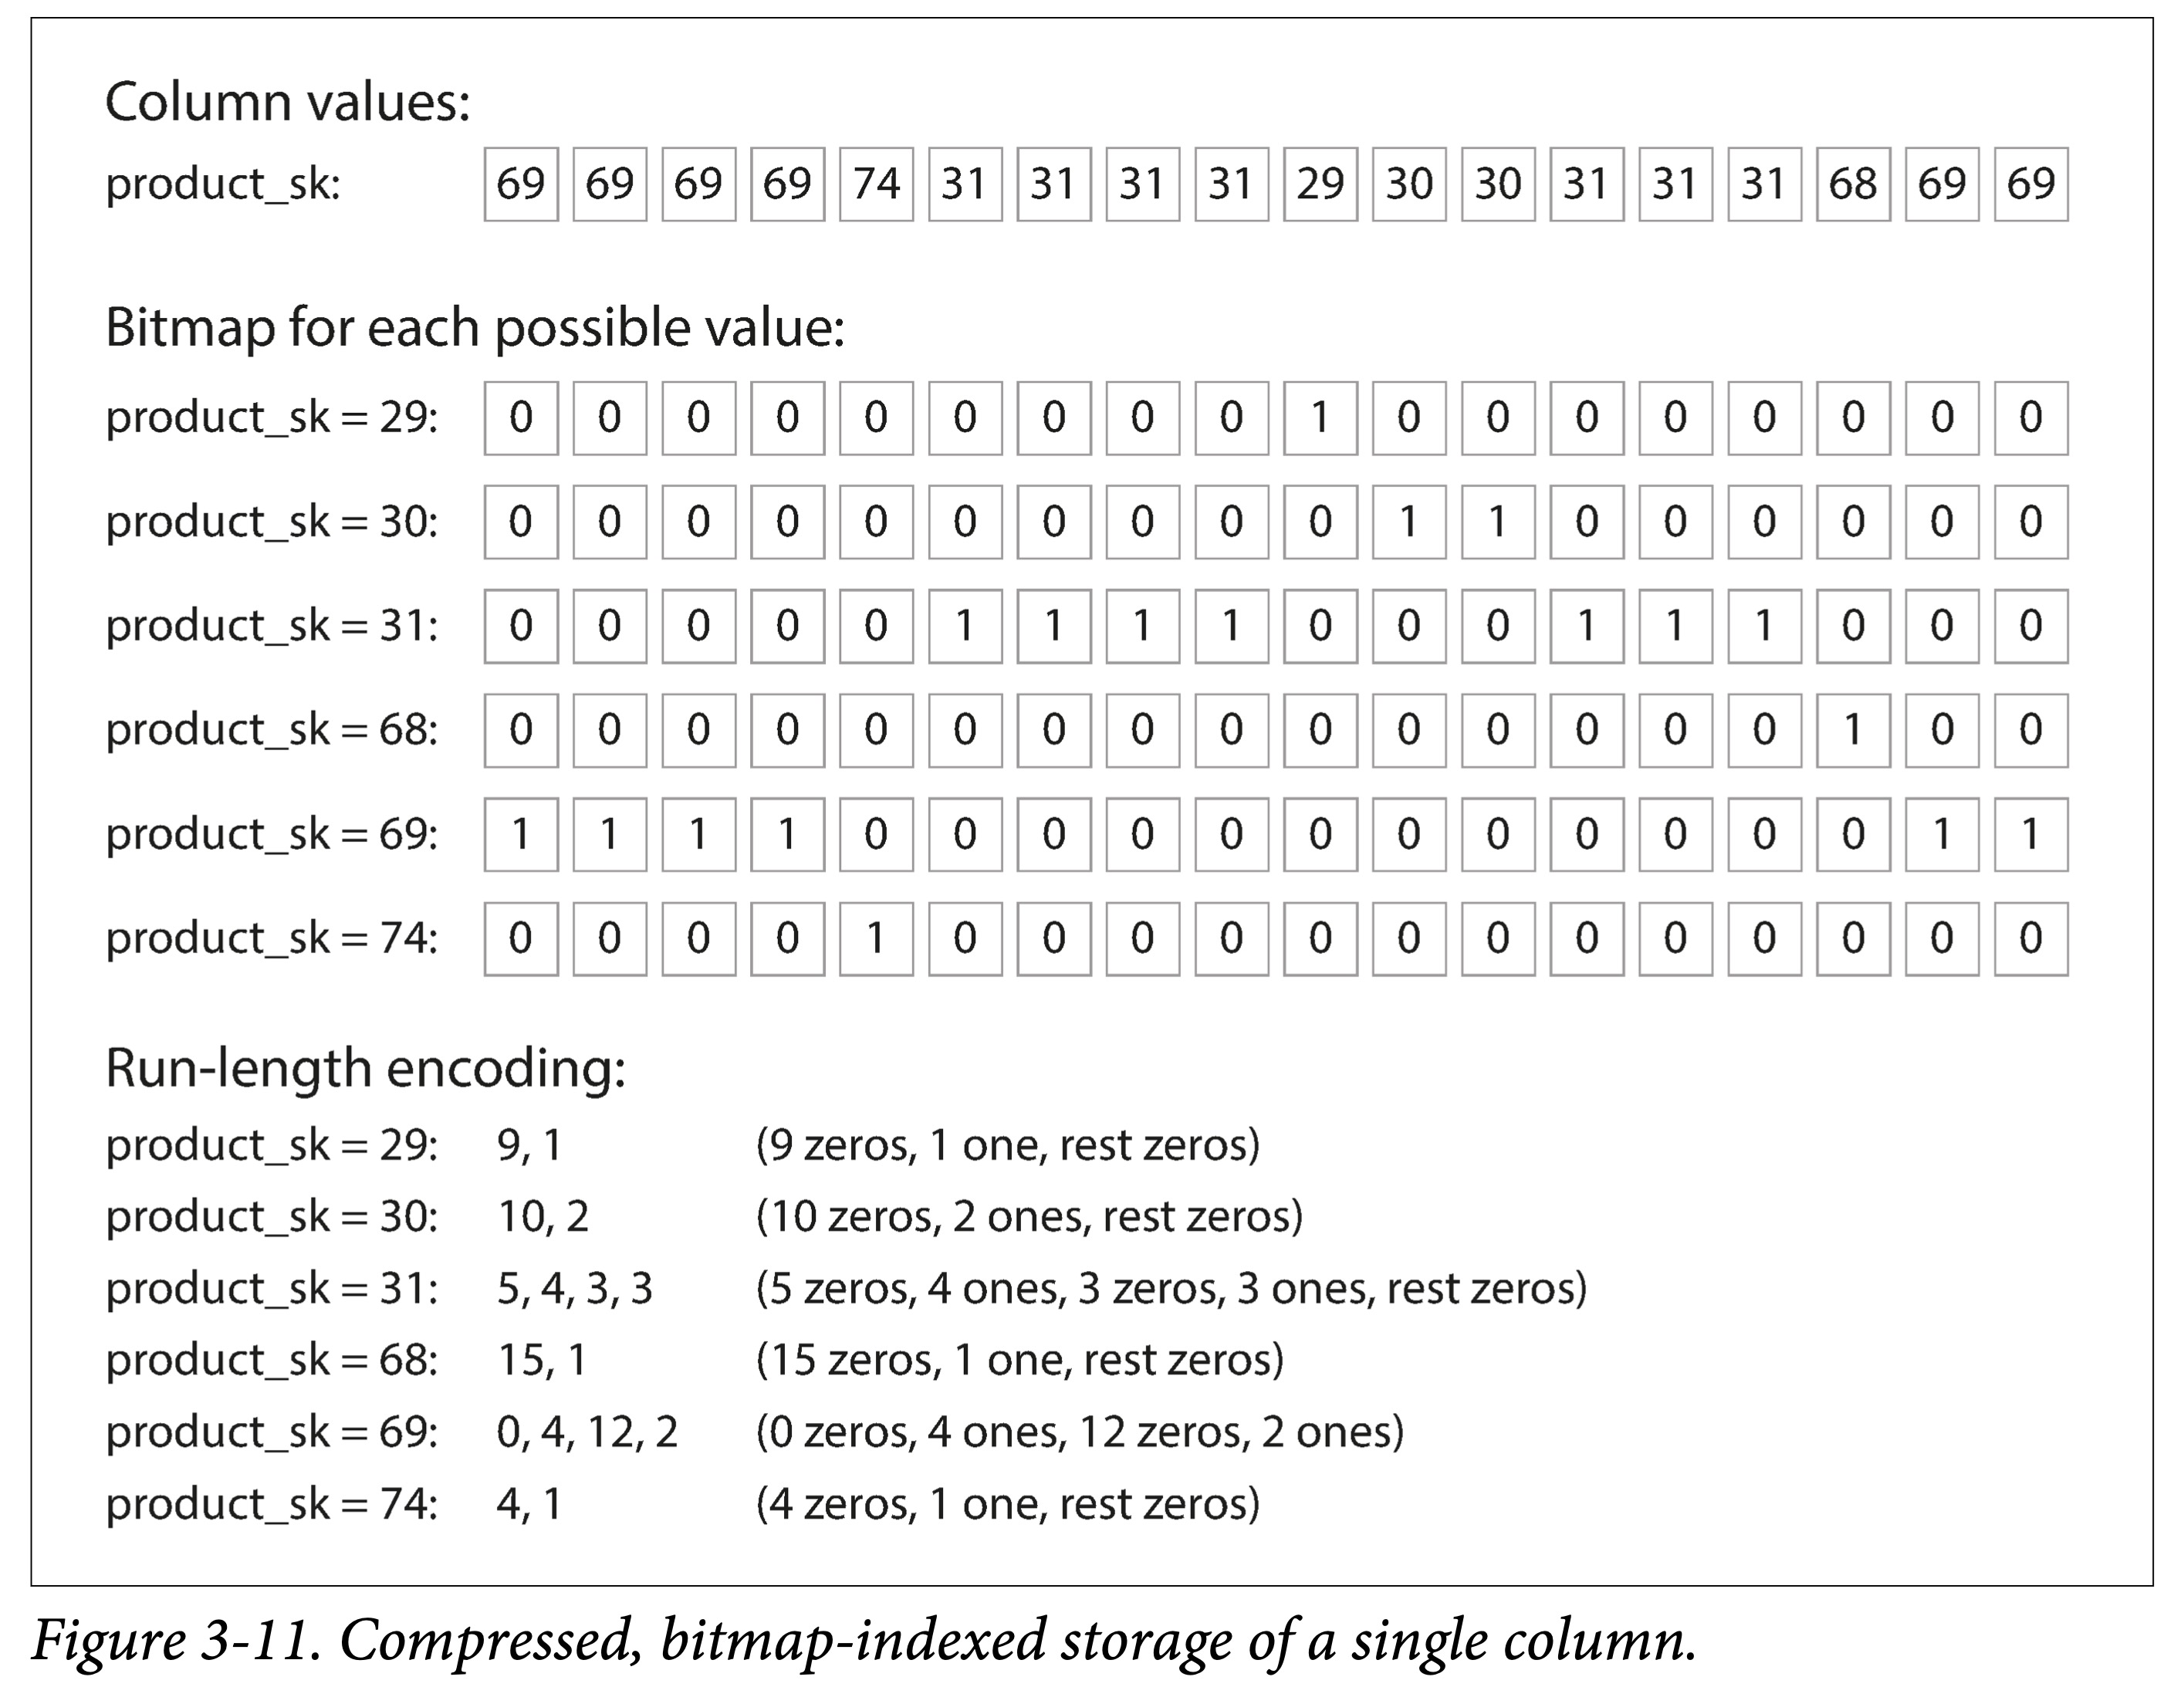 Column values:
product_sk: 69 69 69 69 74 31 31 31 31 29 30 30 31 31 31 68 69 69
Bitmap for each possible value:
product_sk = 29: 0 0 0 0 0 0 0 0 0 1 0 0 0 0 0 0 0 0
product_sk = 30: 0 0 0 0 0 0 0 0 0 0 1 1 0 0 0 0 0 0
product_sk = 31: 0 0 0 0 0 1 1 1 1 0 0 0 1 1 1 0 0 0
product_sk = 68: 0 0 0 0 0 0 0 0 0 0 0 0 0 0 0 1 0 0
product_sk = 69: 1 1 1 1 0 0 0 0 0 0 0 0 0 0 0 0 1 1
product_sk = 74: 0 0 0 0 1 0 0 0 0 0 0 0 0 0 0 0 0 0
Run-length encoding:
product_sk = 29: 9, 1 (9 zeros, 1 one, rest zeros)
product_sk = 30: 10, 2 (10 zeros, 2 ones, rest zeros)
product_sk = 31: 5, 4, 3, 3 (5 zeros, 4 ones, 3 zeros, 3 ones, rest zeros)
product_sk = 68: 15, 1 (15 zeros, 1 one, rest zeros)
product_sk = 69: 0, 4, 12, 2 (0 zeros, 4 ones, 12 zeros, 2 ones)
product_sk = 74: 4, 1 (4 zeros, 1 one, rest zeros)
Figure 3-11. Compressed, bitmap-indexed storage of a single column.